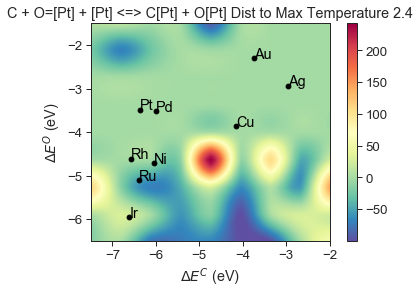 C + O=[Pt] + [Pt] <=> C[Pt] + O[Pt] Dist to Max Temperature 2.4
−2
−3
−4
−5
−6
ΔE^O (eV)
Au
Ag
Pt Pd
Cu
Rh Ni
Ru
Ir
−7 −6 −5 −4 −3 −2
ΔE^C (eV)
200
150
100
50
0
−50